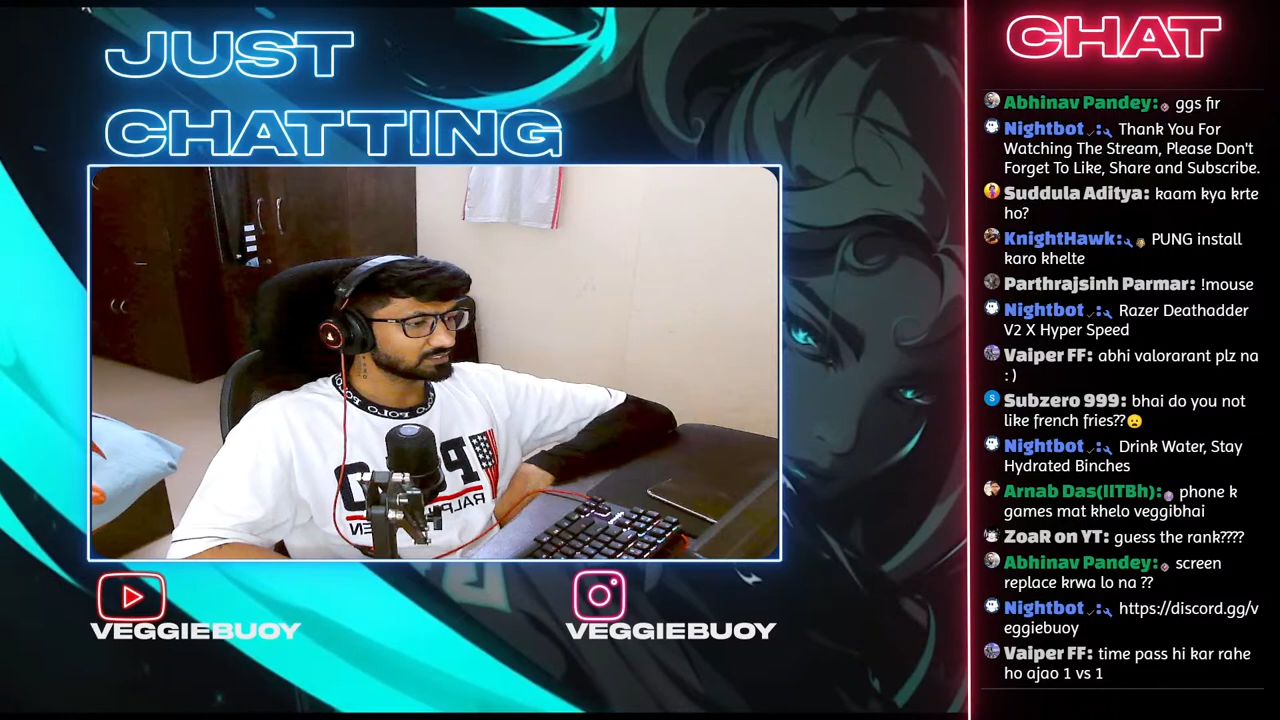 JUST
CHATTING
CHAT
Abhinav Pandey: ggs fir
Nightbot : Thank You For
Watching The Stream, Please Don't
Forget To Like, Share and Subscribe.
Suddula Aditya: kaam kya krte
ho?
KnightHawk: PUNG install
karo khelte
Parthrajsinh Parmar: !mouse
Nightbot : Razer Deathadder
V2 X Hyper Speed
Vaiper FF: abhi valorarant plz na
: )
Subzero 999: bhai do you not
like french fries??😦
Nightbot : Drink Water, Stay
Hydrated Binches
Arnab Das(IITBh): phone k
games mat khelo veggibhai
ZoaR on YT: guess the rank????
Abhinav Pandey: screen
replace krwa lo na ??
Nightbot : https://discord.gg/v
eggiebuoy
Vaiper FF: time pass hi kar rahe
ho ajao 1 vs 1
POLO
RALPH
VEGGIEBUOY
VEGGIEBUOY